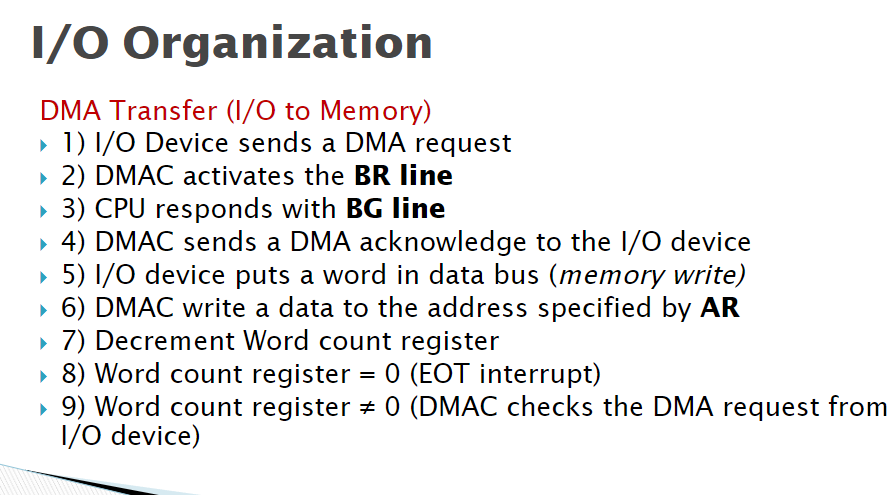 I/O Organization
DMA Transfer (I/O to Memory)
1) I/O Device sends a DMA request
2) DMAC activates the BR line
3) CPU responds with BG line
4) DMAC sends a DMA acknowledge to the I/O device
5) I/O device puts a word in data bus (memory write)
6) DMAC write a data to the address specified by AR
7) Decrement Word count register
8) Word count register = 0 (EOT interrupt)
9) Word count register ≠ 0 (DMAC checks the DMA request from
I/O device)